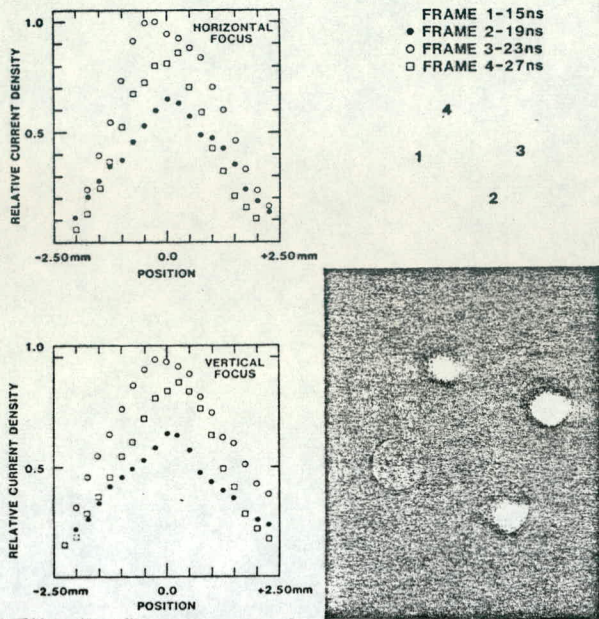 FRAME 1-15ns
● FRAME 2-19ns
○ FRAME 3-23ns
□ FRAME 4-27ns
4
1
3
2
RELATIVE CURRENT DENSITY
1.0
0.5
HORIZONTAL
FOCUS
-2.50mm
0.0
+2.50mm
POSITION
RELATIVE CURRENT DENSITY
1.0
0.5
VERTICAL
FOCUS
-2.50mm
0.0
+2.50mm
POSITION